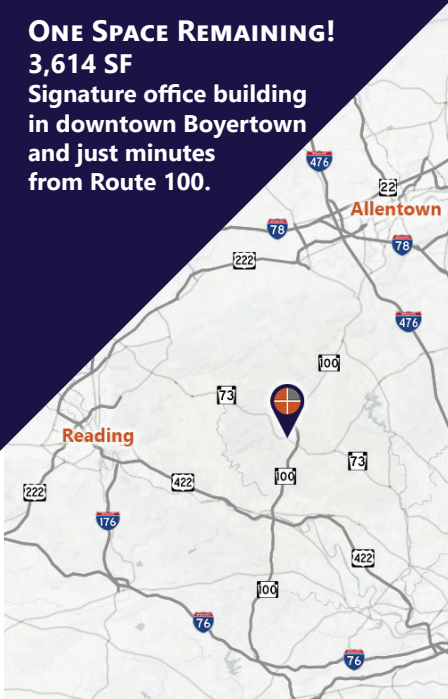 ONE SPACE REMAINING!
3,614 SF
Signature office building
in downtown Boyertown
and just minutes
from Route 100.
476
22
Allentown
78
78
222
476
100
73
Reading
73
422
100
222
176
422
100
76
76